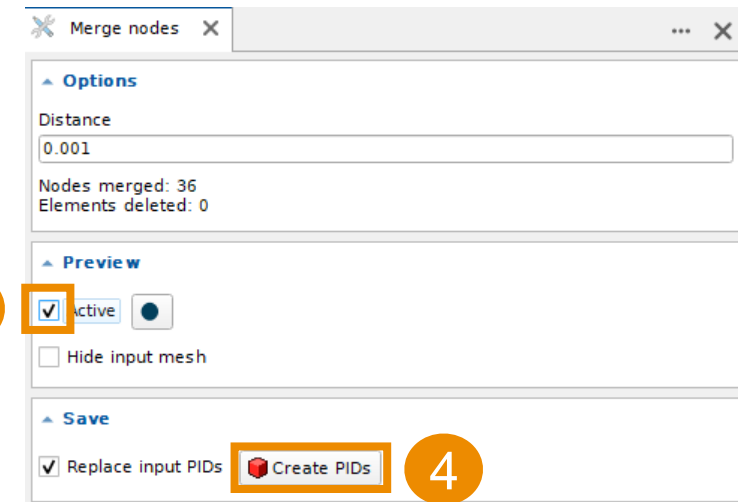 Merge nodes
Options
Distance
0.001
Nodes merged: 36
Elements deleted: 0
Preview
Active
Hide input mesh
Save
Replace input PIDs Create PIDs 4